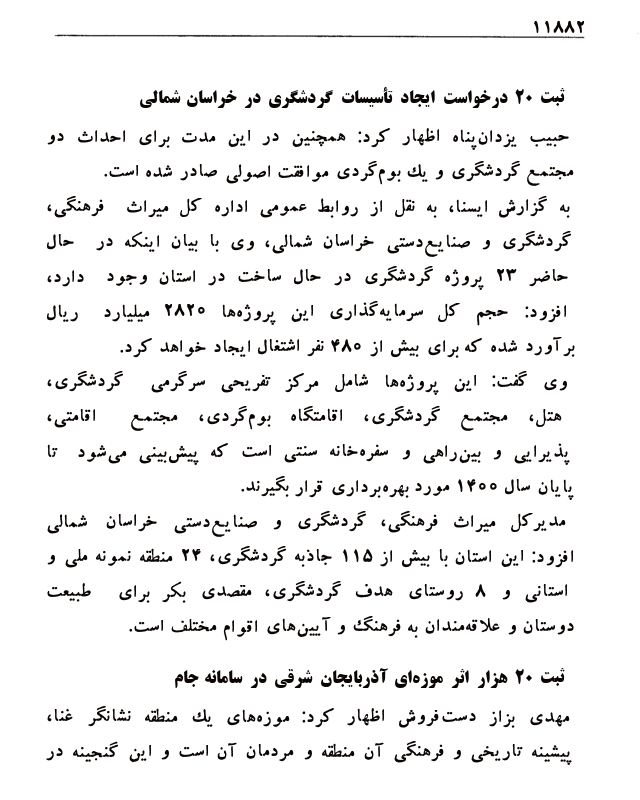 ۱۱۸۸۲
ثبت ۲۰ درخواست ایجاد تأسیسات گردشگری در خراسان شمالی
حبیب یزدان‌پناه اظهار کرد: همچنین در این مدت برای احداث دو
مجتمع گردشگری و یك بوم‌گردی موافقت اصولی صادر شده است.
به گزارش ایسنا، به نقل از روابط عمومی اداره کل میراث فرهنگی،
گردشگری و صنایع‌دستی خراسان شمالی، وی با بیان اینکه در حال
حاضر ۲۳ پروژه گردشگری در حال ساخت در استان وجود دارد،
افزود: حجم کل سرمایه‌گذاری این پروژه‌ها ۲۸۲۰ میلیارد ریال
برآورد شده که برای بیش از ۴۸۰ نفر اشتغال ایجاد خواهد کرد.
وی گفت: این پروژه‌ها شامل مرکز تفریحی سرگرمی گردشگری،
هتل، مجتمع گردشگری، اقامتگاه بوم‌گردی، مجتمع اقامتی،
پذیرایی و بین‌راهی و سفره‌خانه سنتی است که پیش‌بینی می‌شود تا
پایان سال ۱۴۰۰ مورد بهره‌برداری قرار بگیرند.
مدیرکل میراث فرهنگی، گردشگری و صنایع‌دستی خراسان شمالی
افزود: این استان با بیش از ۱۱۵ جاذبه گردشگری، ۲۴ منطقه نمونه ملی و
استانی و ۸ روستای هدف گردشگری، مقصدی بکر برای طبیعت
دوستان و علاقه‌مندان به فرهنگ و آیین‌های اقوام مختلف است.
ثبت ۲۰ هزار اثر موزه‌ای آذربایجان شرقی در سامانه جام
مهدی بزاز دست‌فروش اظهار کرد: موزه‌های یك منطقه نشانگر غنا،
پیشینه تاریخی و فرهنگی آن منطقه و مردمان آن است و این گنجینه در